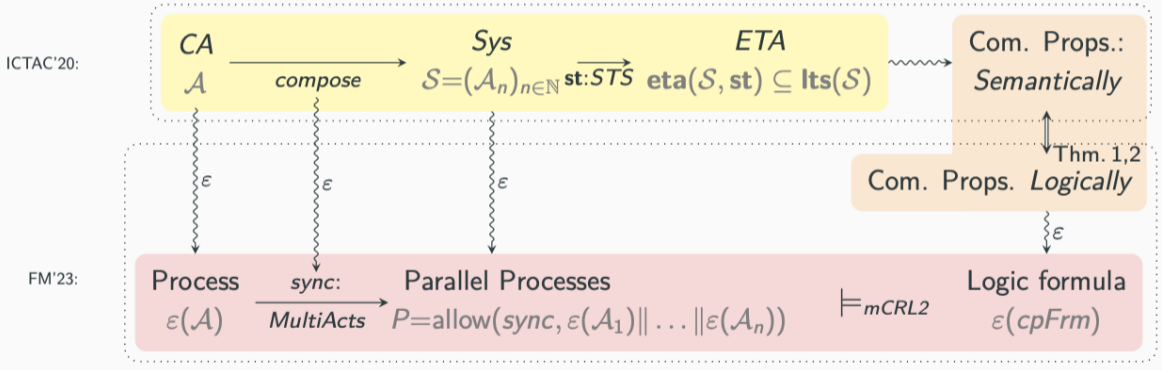 ICTAC'20:
CA
𝒜
compose
Sys
𝒮=(𝒜ₙ)ₙ∈ℕ
st:STS
ETA
eta(𝒮, st) ⊆ lts(𝒮)
Com. Props.:
Semantically
Thm. 1,2
Com. Props. Logically
ε
ε
ε
ε
FM'23:
Process
ε(𝒜)
sync:
MultiActs
Parallel Processes
P=allow(sync, ε(𝒜₁)‖ . . . ‖ε(𝒜ₙ))
⊨mCRL2
Logic formula
ε(cpFrm)